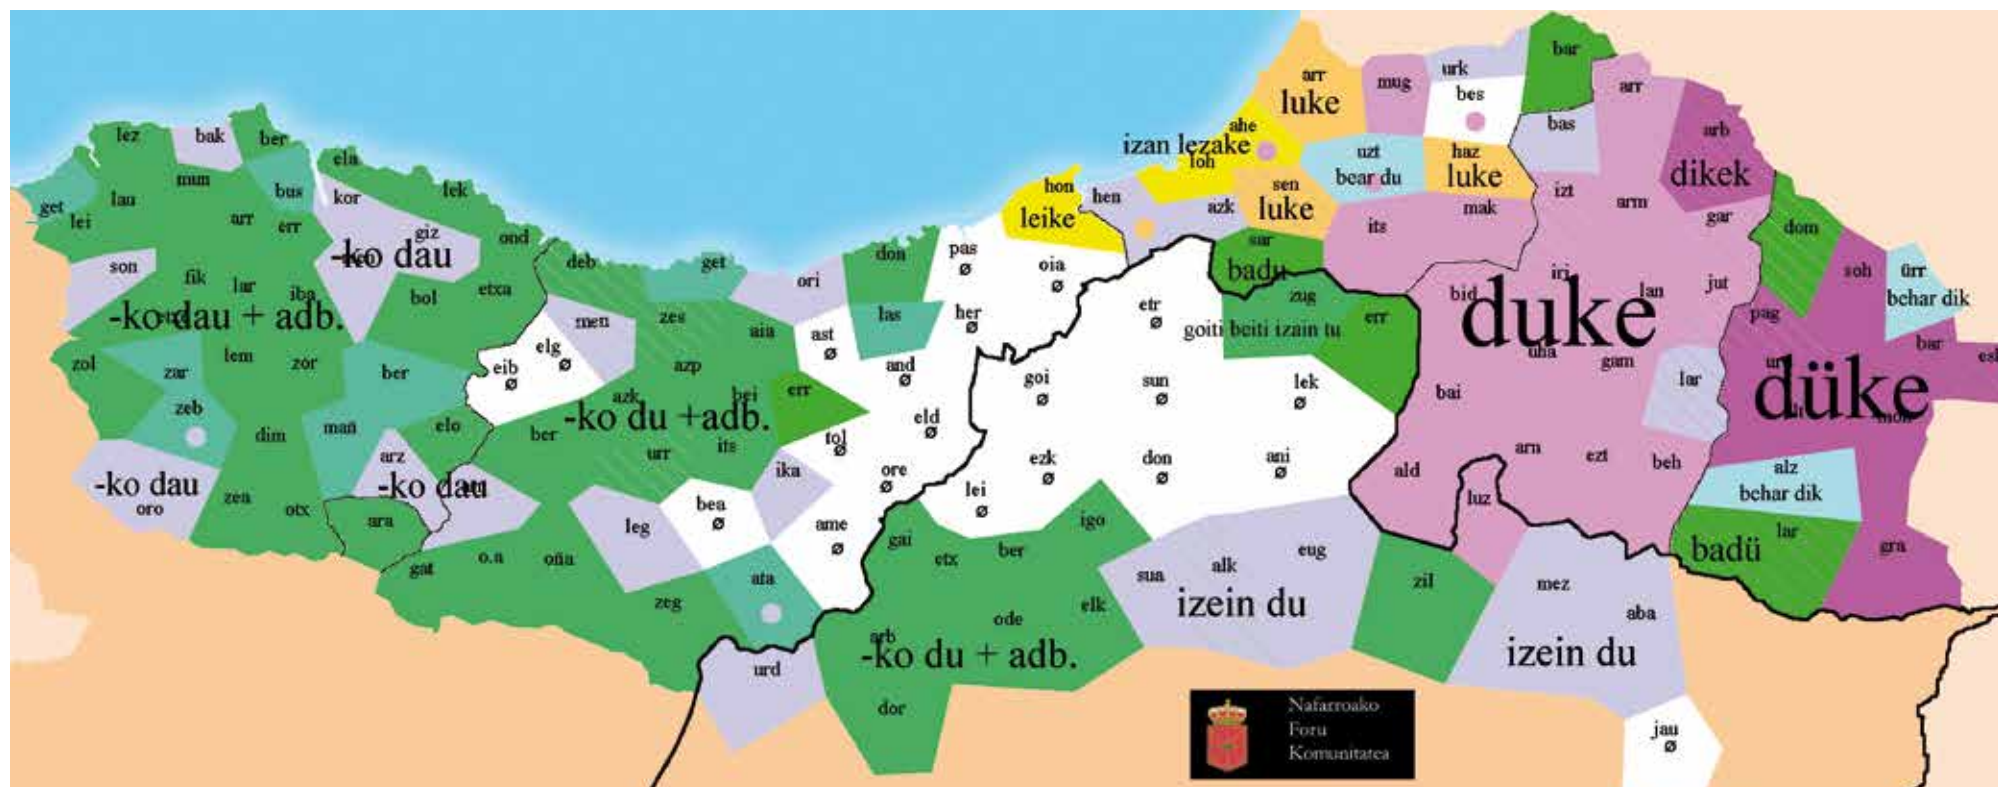 bar
urk
arr
mug
arr
luke
bes
lez
bak
ber
ahe
bas
arb
izan lezake
loh
uzt
bear du
haz
luke
dikek
ela
mun
bus
kor
lek
hon
leike
hen
azk
sen
luke
mak
izt
arm
gar
get
lau
lei
arr
err
giz
-ko dau
ond
its
dom
son
fik
lar
iba
bol
etxa
deb
get
ori
don
pas
ø
oia
ø
sar
badu
zug
bid
iri
lan
jut
soh
ürr
behar dik
-ko dau + adb.
men
zes
aia
ast
ø
las
her
ø
etr
ø
goiti beiti izain tu
err
duke
pag
zol
zar
lem
zor
ber
eib
ø
elg
ø
azp
and
ø
uha
gam
bar
zeb
azk
bei
err
goi
ø
sun
ø
lek
ø
bai
lar
düke
dim
mañ
elo
ber
-ko du +adb.
urr
its
tol
ø
eld
ø
-ko dau
oro
arz
-ko dau
ika
ore
ø
ezk
ø
don
ø
ani
ø
ald
arn
ezt
beh
alz
behar dik
zea
otx
ara
leg
bea
ø
ame
ø
lei
ø
luz
lar
badü
gra
gat
o.a
oña
zeg
ata
gai
etx
ber
igo
sua
alk
eug
izein du
zil
mez
aba
izein du
elk
ode
arb
-ko du + adb.
urd
dor
jau
ø
Nafarroako
Foru
Komunitatea